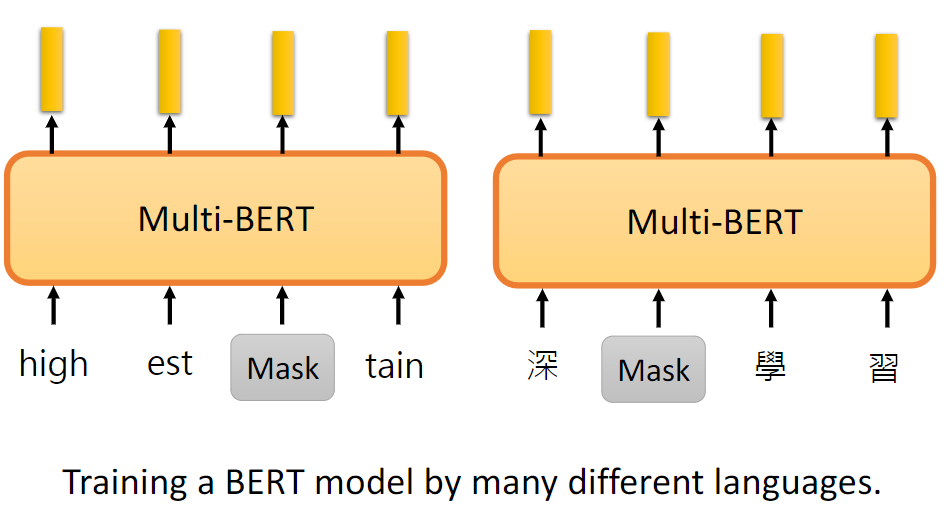 Multi-BERT Multi-BERT
high est Mask tain 深 Mask 學 習
Training a BERT model by many different languages.